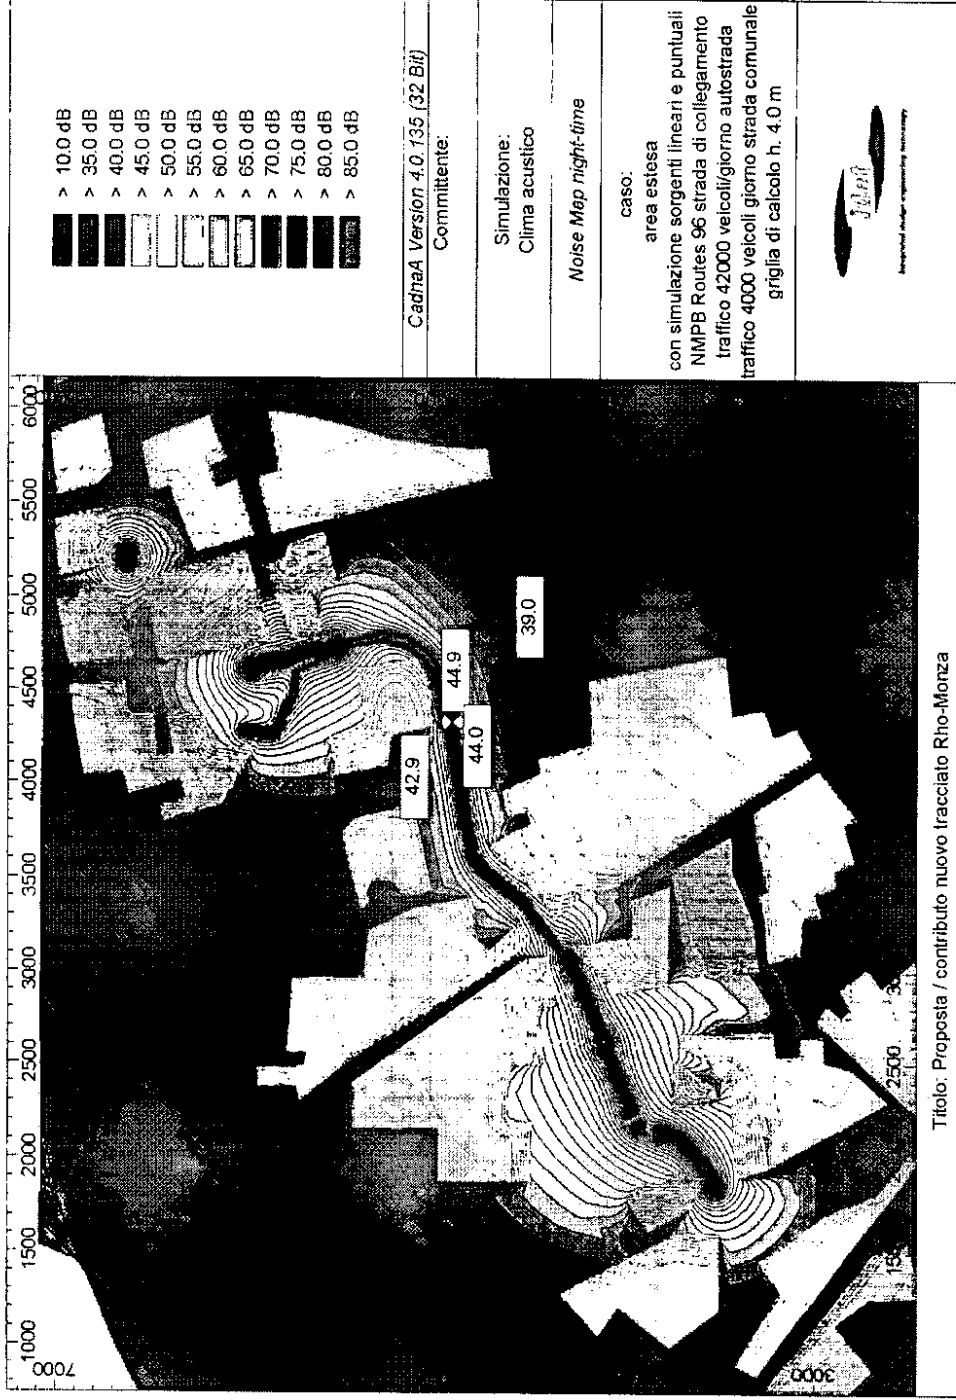 > 10.0 dB
> 35.0 dB
> 40.0 dB
> 45.0 dB
> 50.0 dB
> 55.0 dB
> 60.0 dB
> 65.0 dB
> 70.0 dB
> 75.0 dB
> 80.0 dB
> 85.0 dB
CadnaA Version 4.0.135 (32 Bit)
Committente:
Simulazione:
Clima acustico
Noise Map night-time
caso:
area estesa
con simulazione sorgenti lineari e puntuali
NMPB Routes 96 strada di collegamento
traffico 42000 veicoli/giorno autostrada
traffico 4000 veicoli giorno strada comunale
griglia di calcolo h. 4.0 m
1000 1500 2000 2500 3000 3500 4000 4500 5000 5500 6000
7000
42.9
44.9
44.0
39.0
3000
2500
Titolo: Proposta / contributo nuovo tracciato Rho-Monza